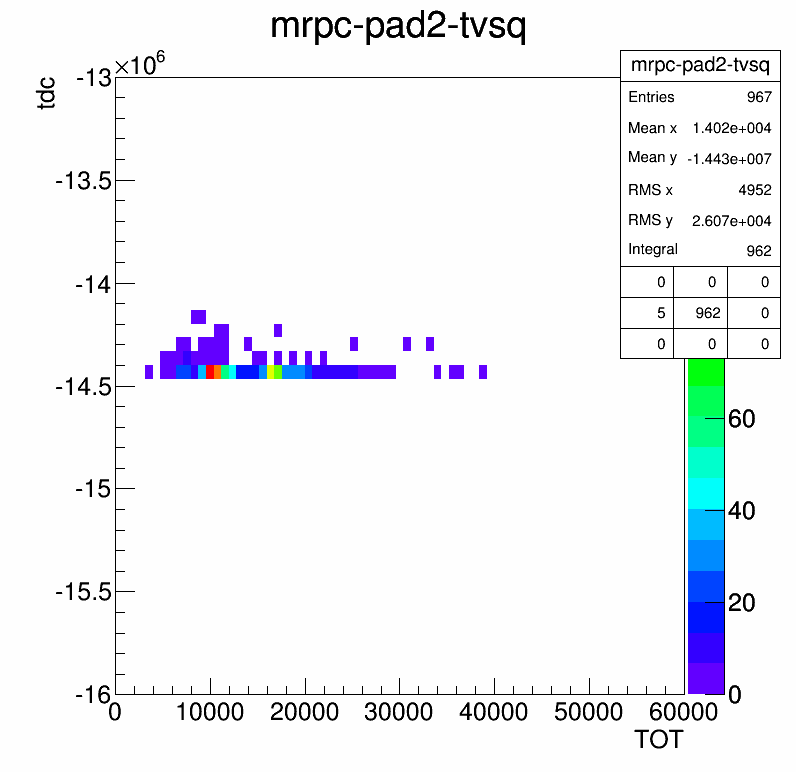 mrpc-pad2-tvsq
×10⁶
tdc
-13
-13.5
-14
-14.5
-15
-15.5
-16
0 10000 20000 30000 40000 50000 60000
TOT
mrpc-pad2-tvsq
Entries 967
Mean x 1.402e+004
Mean y -1.443e+007
RMS x 4952
RMS y 2.607e+004
Integral 962
0 0 0
5 962 0
0 0 0
60
40
20
0